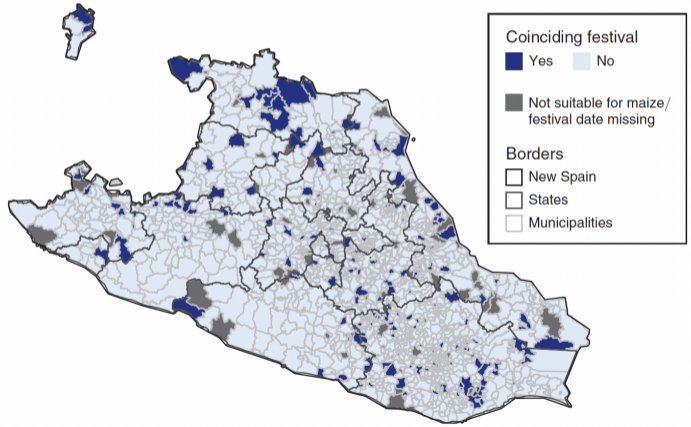 Coinciding festival
Yes No
Not suitable for maize/
festival date missing
Borders
New Spain
States
Municipalities